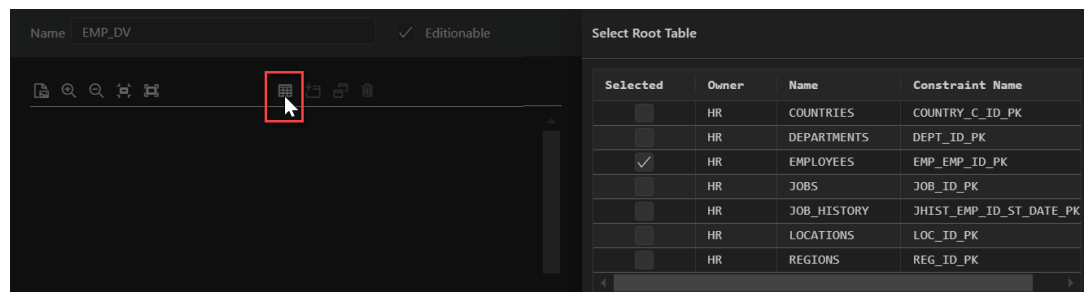 Name EMP_DV Editionable
Select Root Table
Selected Owner Name Constraint Name
HR COUNTRIES COUNTRY_C_ID_PK
HR DEPARTMENTS DEPT_ID_PK
HR EMPLOYEES EMP_EMP_ID_PK
HR JOBS JOB_ID_PK
HR JOB_HISTORY JHIST_EMP_ID_ST_DATE_PK
HR LOCATIONS LOC_ID_PK
HR REGIONS REG_ID_PK